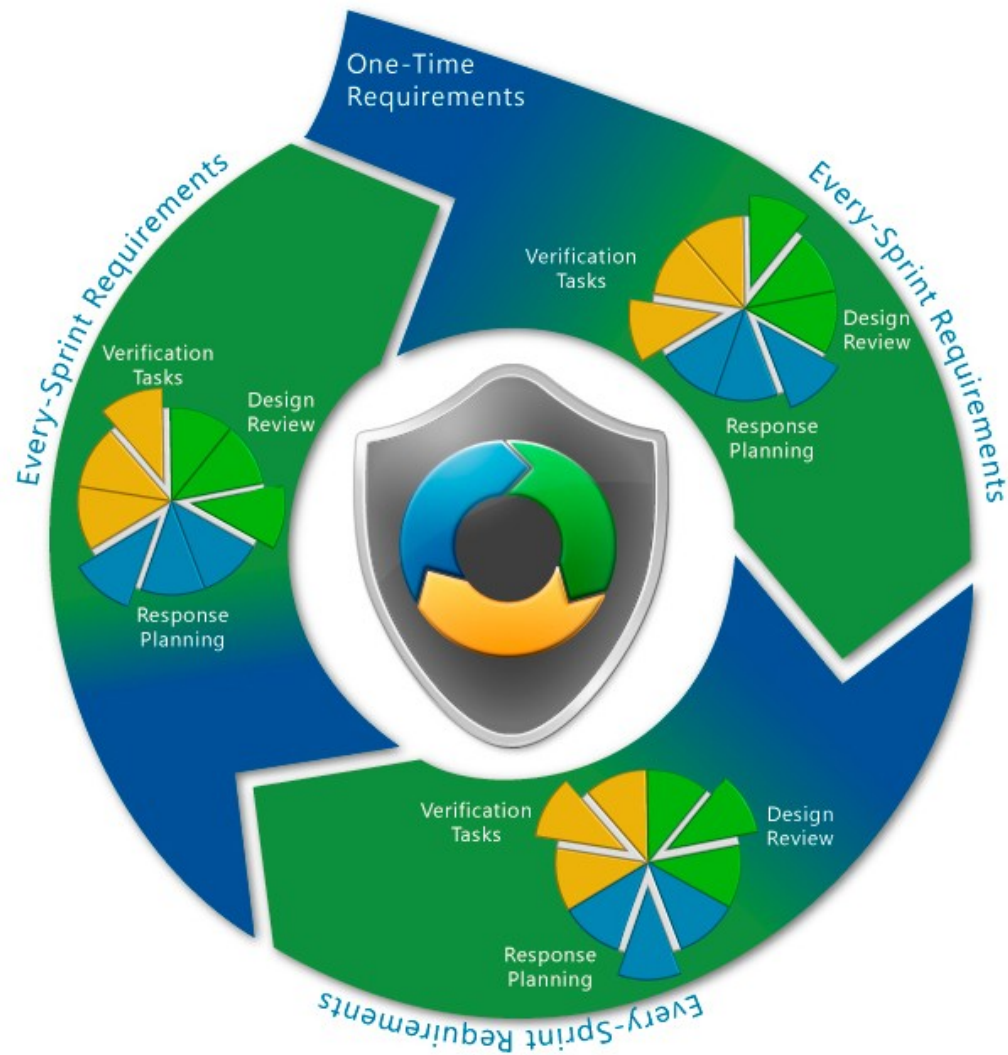 One-Time
Requirements
Every-Sprint Requirements
Verification
Tasks
Design
Review
Response
Planning
Every-Sprint Requirements
Verification
Tasks
Design
Review
Response
Planning
Verification
Tasks
Design
Review
Response
Planning
Every-Sprint Requirements